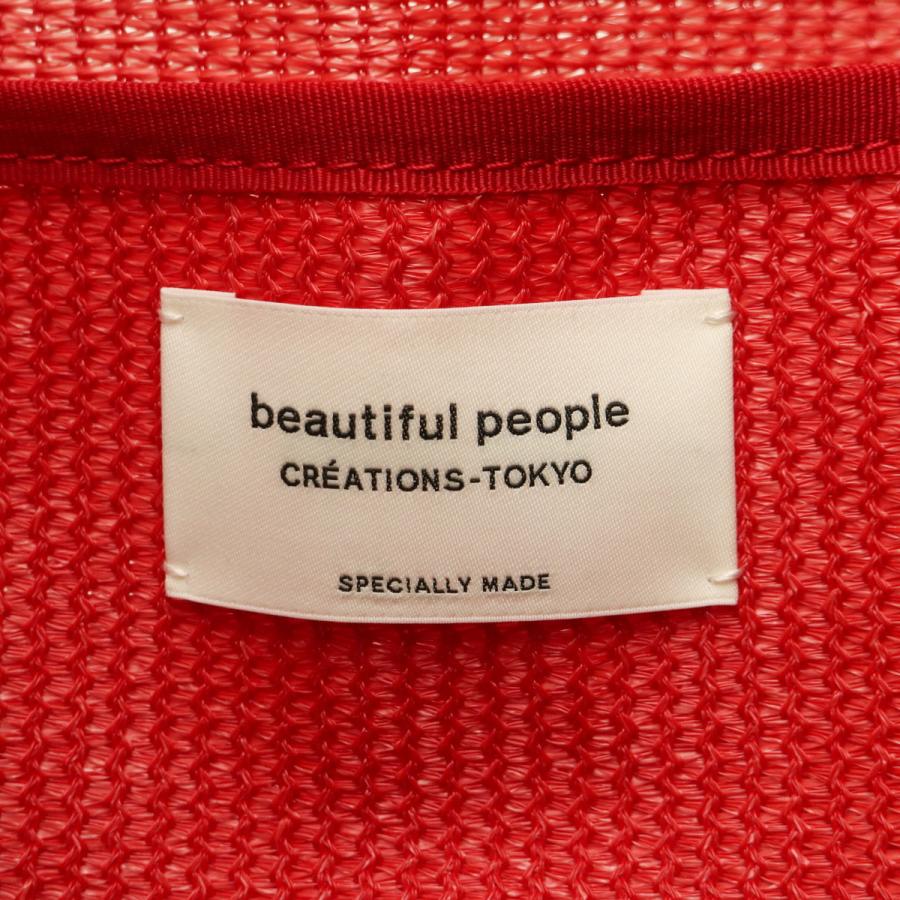 beautiful people
CRÉATIONS-TOKYO
SPECIALLY MADE